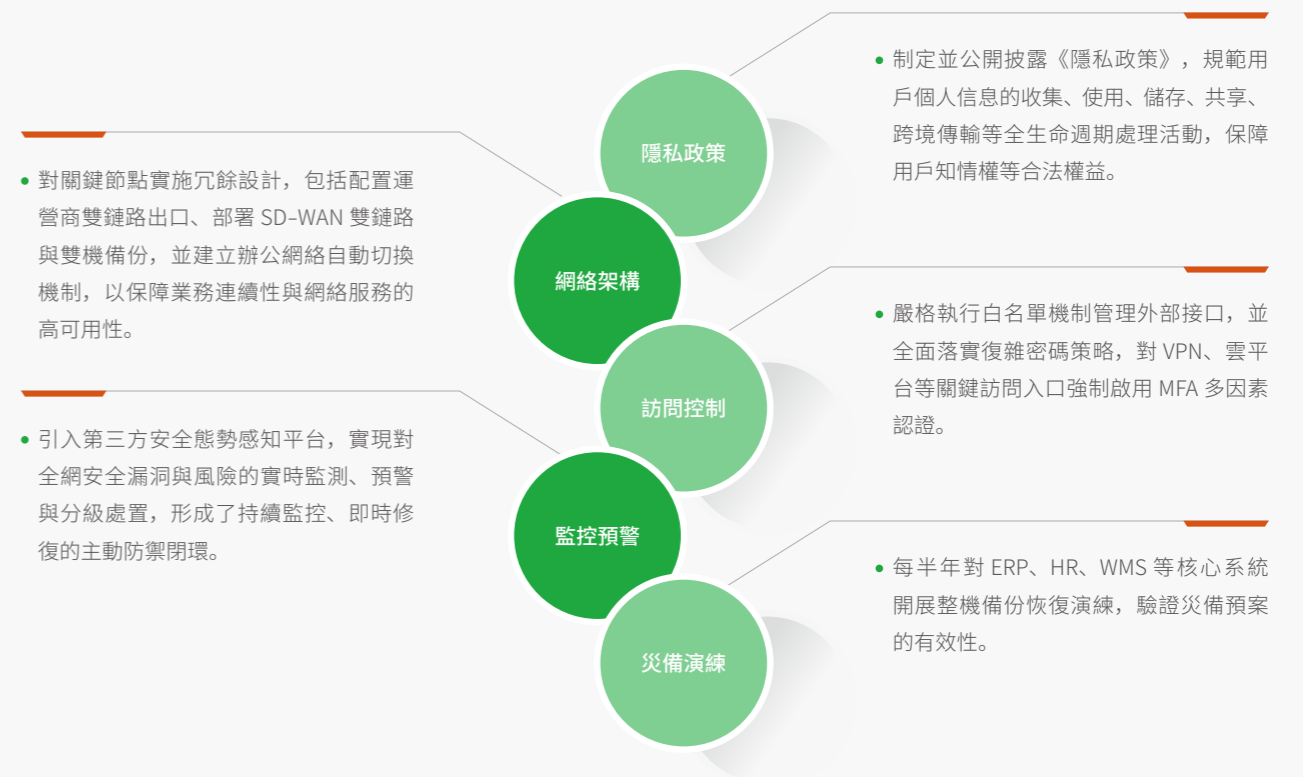 隱私政策
• 制定並公開披露《隱私政策》，規範用
戶個人信息的收集、使用、儲存、共享、
跨境傳輸等全生命週期處理活動，保障
用戶知情權等合法權益。
網絡架構
• 對關鍵節點實施冗餘設計，包括配置運
營商雙鏈路出口、部署 SD-WAN 雙鏈路
與雙機備份，並建立辦公網絡自動切換
機制，以保障業務連續性與網絡服務的
高可用性。
訪問控制
• 嚴格執行白名單機制管理外部接口，並
全面落實復雜密碼策略，對 VPN、雲平
台等關鍵訪問入口強制啟用 MFA 多因素
認證。
監控預警
• 引入第三方安全態勢感知平台，實現對
全網安全漏洞與風險的實時監測、預警
與分級處置，形成了持續監控、即時修
復的主動防禦閉環。
災備演練
• 每半年對 ERP、HR、WMS 等核心系統
開展整機備份恢復演練，驗證災備預案
的有效性。